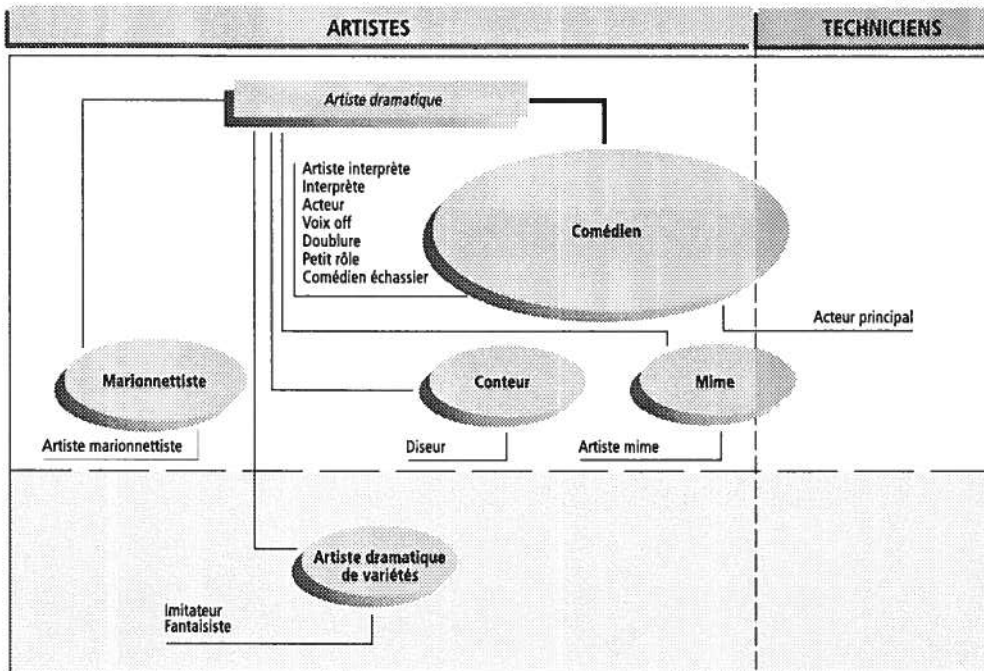 ARTISTES
TECHNICIENS
Artiste dramatique
Artiste interprète
Interprète
Acteur
Voix off
Doublure
Petit rôle
Comédien échassier
Comédien
Acteur principal
Marionnettiste
Conteur
Mime
Artiste marionnettiste
Diseur
Artiste mime
Artiste dramatique
de variétés
Imitateur
Fantaisiste